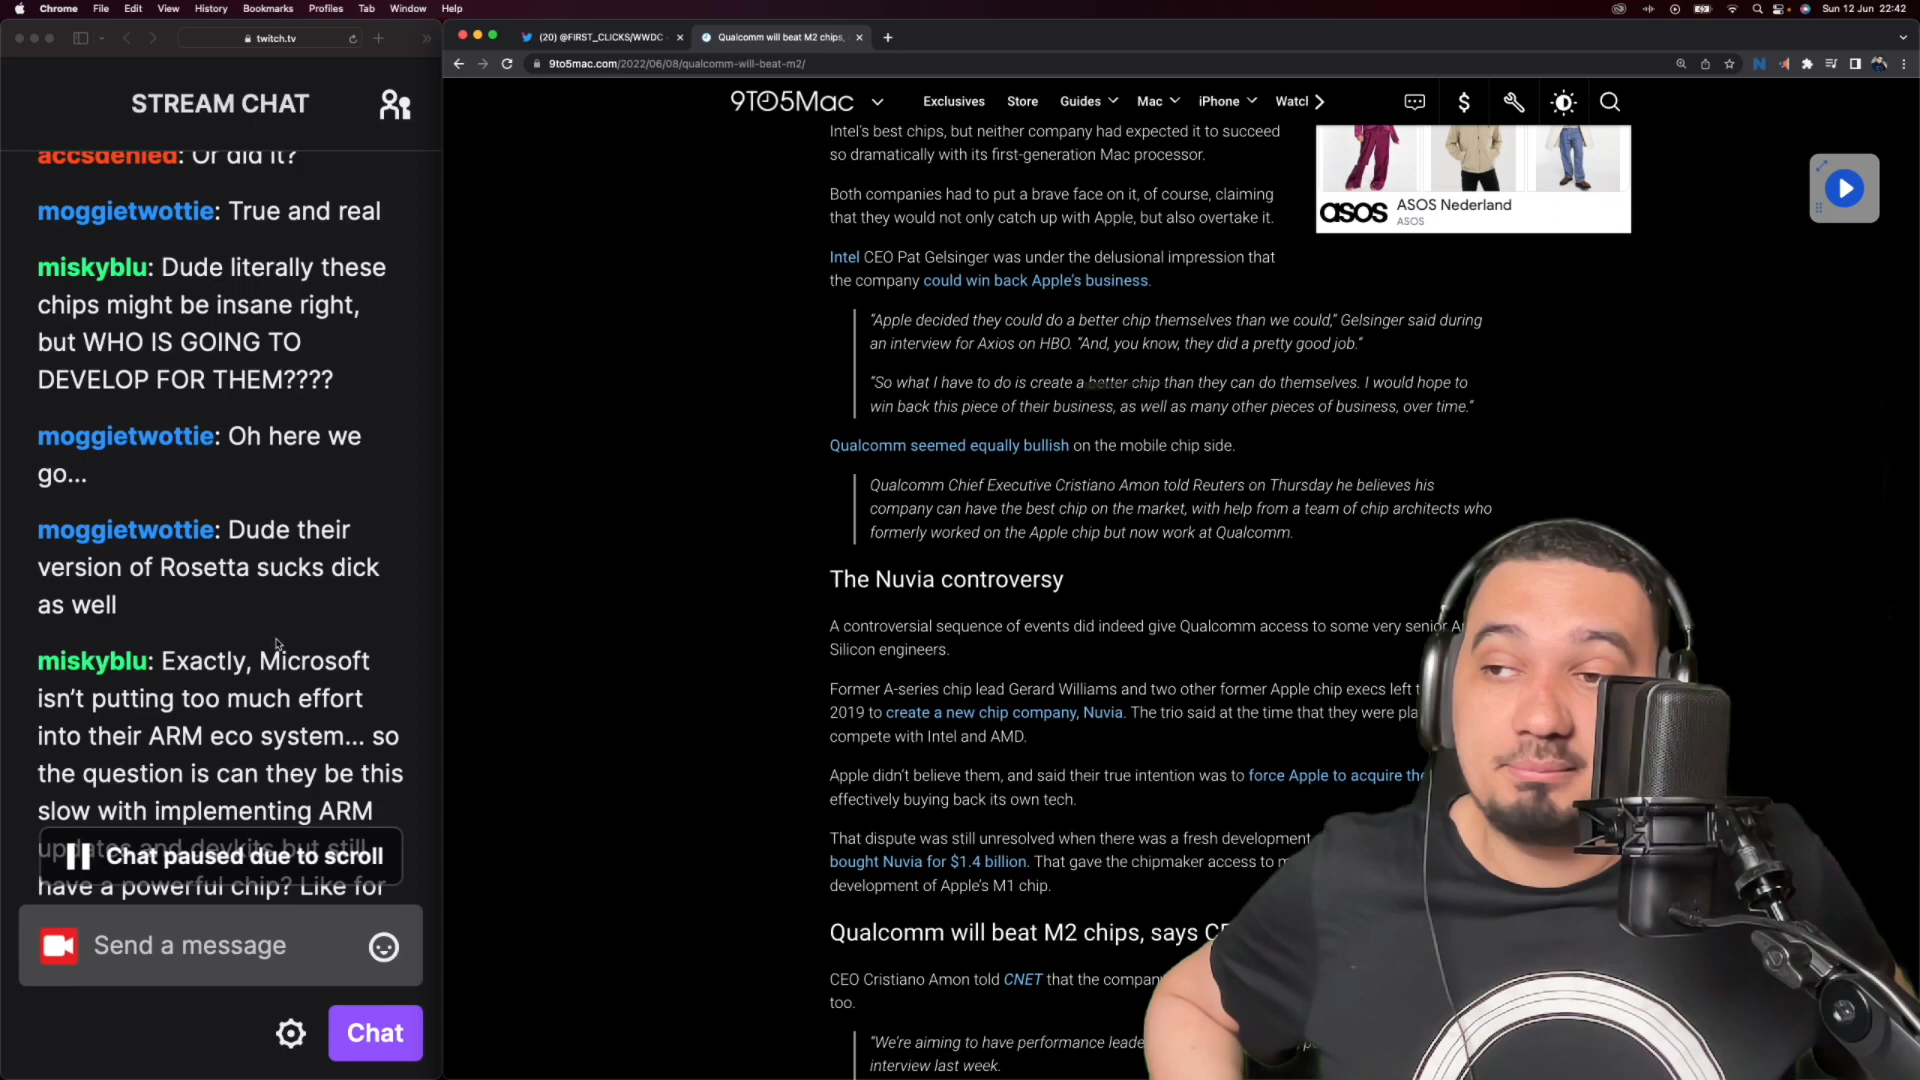 Chrome File Edit View History Bookmarks Profiles Tab Window Help
Sun 12 Jun 22:42
twitch.tv
(20) @FIRST_CLICKS/WWDC
Qualcomm will beat M2 chips,
9to5mac.com/2022/06/08/qualcomm-will-beat-m2/
STREAM CHAT
accsdenied: Or did it?
moggietwottie: True and real
miskyblu: Dude literally these
chips might be insane right,
but WHO IS GOING TO
DEVELOP FOR THEM????
moggietwottie: Oh here we
go...
moggietwottie: Dude their
version of Rosetta sucks dick
as well
miskyblu: Exactly, Microsoft
isn't putting too much effort
into their ARM eco system... so
the question is can they be this
slow with implementing ARM
updates and devkits but still
Chat paused due to scroll
have a powerful chip? Like for
Send a message
Chat
9TO5Mac
Exclusives Store Guides Mac iPhone Watcl
Intel's best chips, but neither company had expected it to succeed
so dramatically with its first-generation Mac processor.
Both companies had to put a brave face on it, of course, claiming
that they would not only catch up with Apple, but also overtake it.
Intel CEO Pat Gelsinger was under the delusional impression that
the company could win back Apple's business.
"Apple decided they could do a better chip themselves than we could," Gelsinger said during
an interview for Axios on HBO. "And, you know, they did a pretty good job."
"So what I have to do is create a better chip than they can do themselves. I would hope to
win back this piece of their business, as well as many other pieces of business, over time."
Qualcomm seemed equally bullish on the mobile chip side.
Qualcomm Chief Executive Cristiano Amon told Reuters on Thursday he believes his
company can have the best chip on the market, with help from a team of chip architects who
formerly worked on the Apple chip but now work at Qualcomm.
The Nuvia controversy
A controversial sequence of events did indeed give Qualcomm access to some very senior
Silicon engineers.
Former A-series chip lead Gerard Williams and two other former Apple chip execs left
2019 to create a new chip company, Nuvia. The trio said at the time that they were
compete with Intel and AMD.
Apple didn't believe them, and said their true intention was to force Apple to acquire
effectively buying back its own tech.
That dispute was still unresolved when there was a fresh development
bought Nuvia for $1.4 billion. That gave the chipmaker access to
development of Apple's M1 chip.
Qualcomm will beat M2 chips, says
CEO Cristiano Amon told CNET that the
too.
"We're aiming to have performance
interview last week.
asos
ASOS Nederland
ASOS